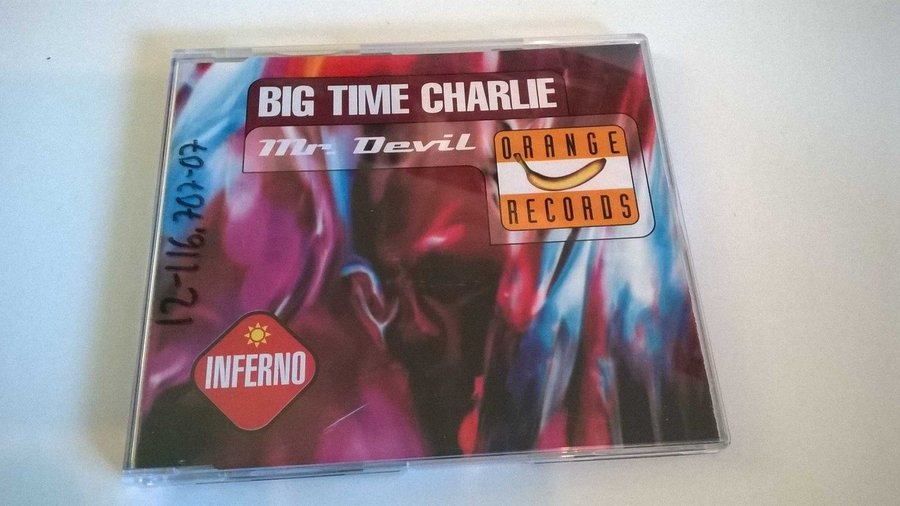 BIG TIME CHARLIE
Mr. Devil
ORANGE
RECORDS
INFERNO
12-116.707-07